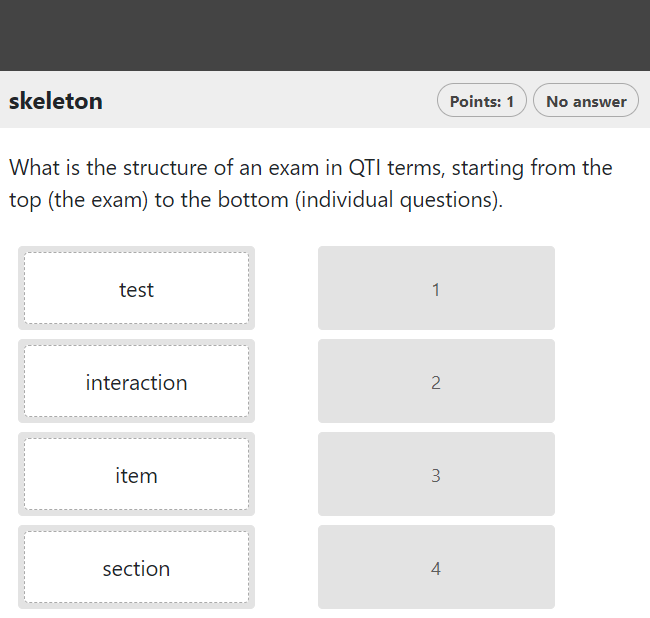 skeleton
Points: 1
No answer
What is the structure of an exam in QTI terms, starting from the
top (the exam) to the bottom (individual questions).
test
1
interaction
2
item
3
section
4